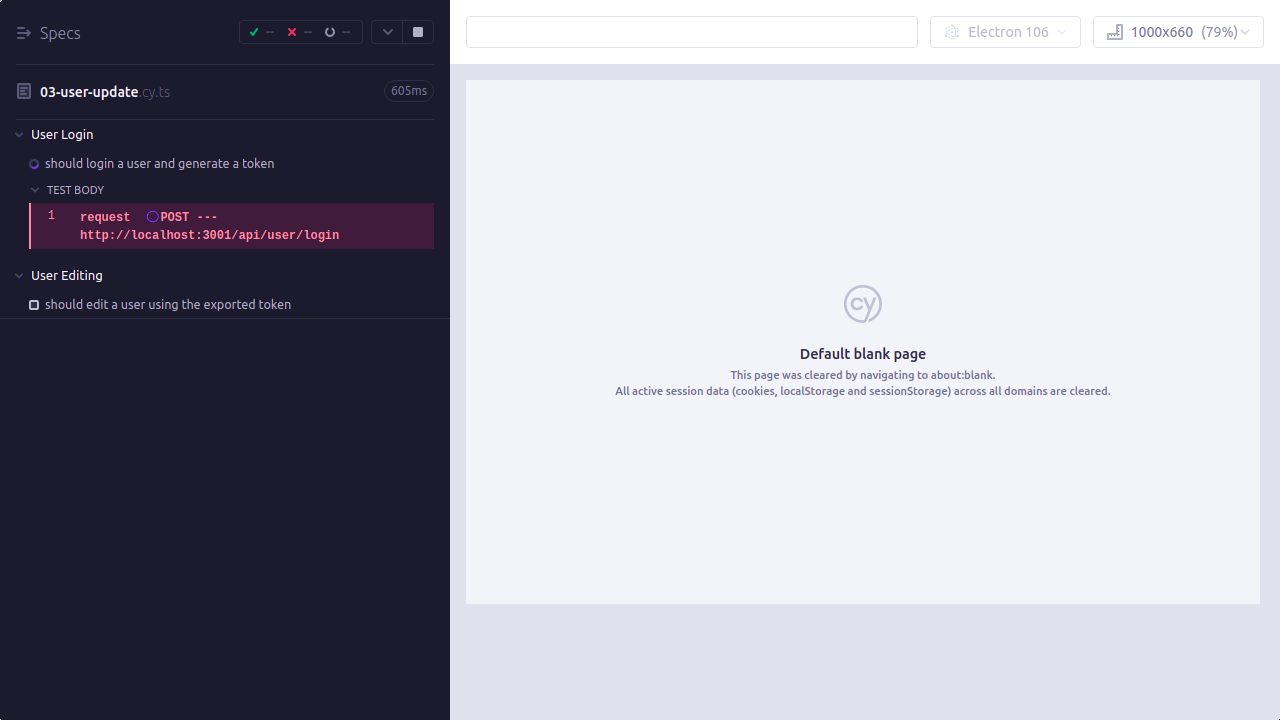 Specs
-- -- --
03-user-update.cy.ts
605ms
User Login
should login a user and generate a token
TEST BODY
1 request POST ---
http://localhost:3001/api/user/login
User Editing
should edit a user using the exported token
Electron 106
1000x660 (79%)
cy
Default blank page
This page was cleared by navigating to about:blank.
All active session data (cookies, localStorage and sessionStorage) across all domains are cleared.